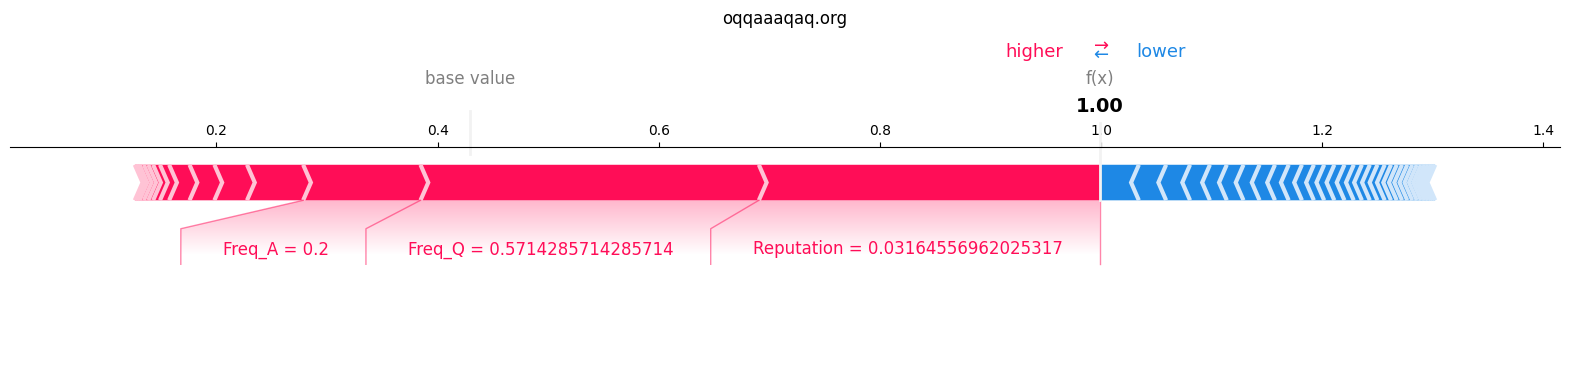 oqqaaaqaq.org
higher ⇄ lower
base value
f(x)
1.00
0.2 0.4 0.6 0.8 1.0 1.2 1.4
Freq_A = 0.2
Freq_Q = 0.5714285714285714
Reputation = 0.03164556962025317